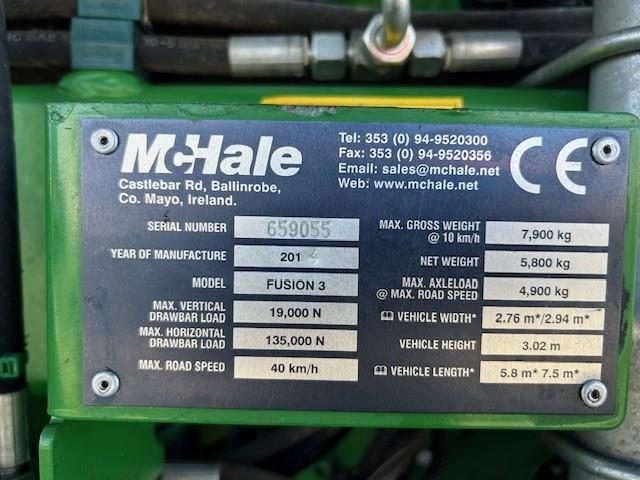 McHale
Castlebar Rd, Ballinrobe,
Co. Mayo, Ireland.
Tel: 353 (0) 94-9520300
Fax: 353 (0) 94-9520356
Email: sales@mchale.net
Web: www.mchale.net
CE
SERIAL NUMBER 659055
YEAR OF MANUFACTURE 2014
MODEL FUSION 3
MAX. VERTICAL
DRAWBAR LOAD 19,000 N
MAX. HORIZONTAL
DRAWBAR LOAD 135,000 N
MAX. ROAD SPEED 40 km/h
MAX. GROSS WEIGHT
@ 10 km/h 7,900 kg
NET WEIGHT 5,800 kg
MAX. AXLELOAD
@ MAX. ROAD SPEED 4,900 kg
VEHICLE WIDTH* 2.76 m*/2.94 m*
VEHICLE HEIGHT 3.02 m
VEHICLE LENGTH* 5.8 m* 7.5 m*